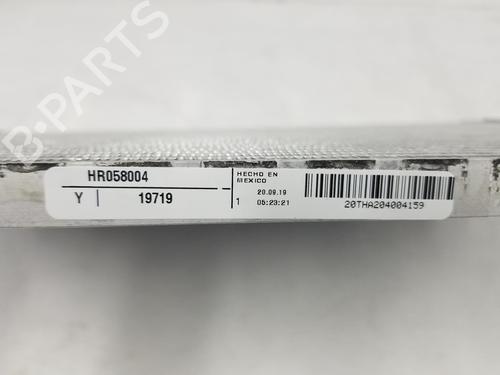 B-PARTS
HR058004
Y 19719
HECHO EN
MEXICO
20.09.19
1 05:23:21
20THA204004159